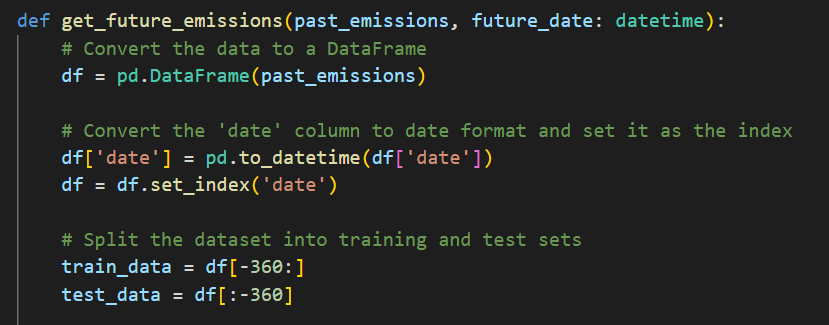 def get_future_emissions(past_emissions, future_date: datetime):
    # Convert the data to a DataFrame
    df = pd.DataFrame(past_emissions)

    # Convert the 'date' column to date format and set it as the index
    df['date'] = pd.to_datetime(df['date'])
    df = df.set_index('date')

    # Split the dataset into training and test sets
    train_data = df[-360:]
    test_data = df[:-360]